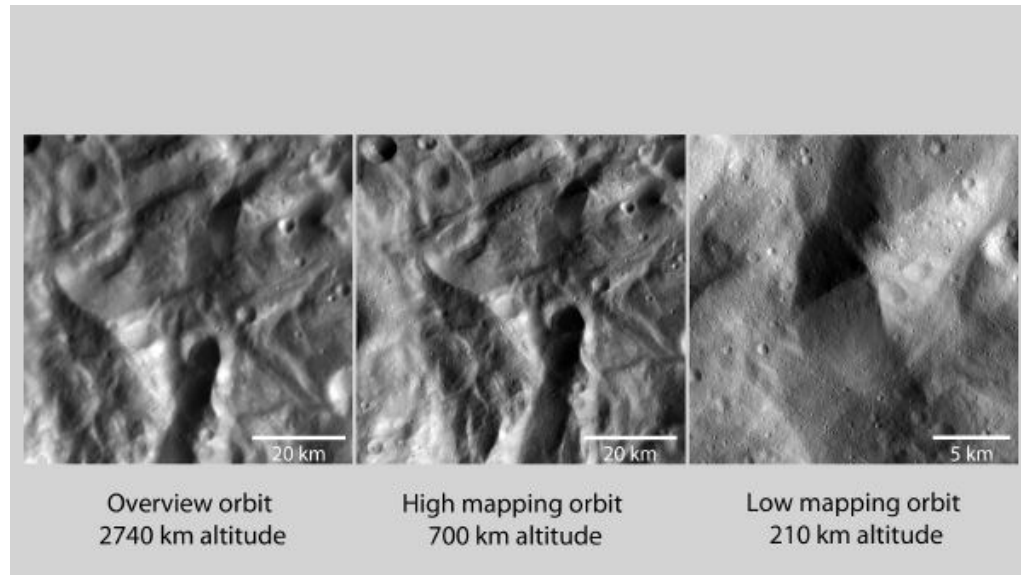 20 km
20 km
5 km
Overview orbit
2740 km altitude
High mapping orbit
700 km altitude
Low mapping orbit
210 km altitude